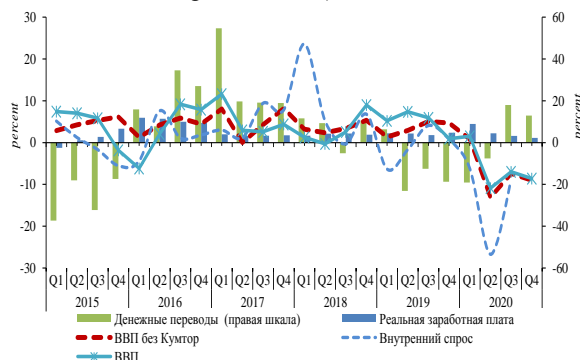 30 60
20 40
10 20
0 0
-10 -20
-20 -40
-30 -60
percent
percent
Q1 Q2 Q3 Q4 Q1 Q2 Q3 Q4 Q1 Q2 Q3 Q4 Q1 Q2 Q3 Q4 Q1 Q2 Q3 Q4 Q1 Q2 Q3 Q4
2015 2016 2017 2018 2019 2020
Денежные переводы (правая шкала) Реальная заработная плата
ВВП без Кумтор Внутренний спрос
ВВП